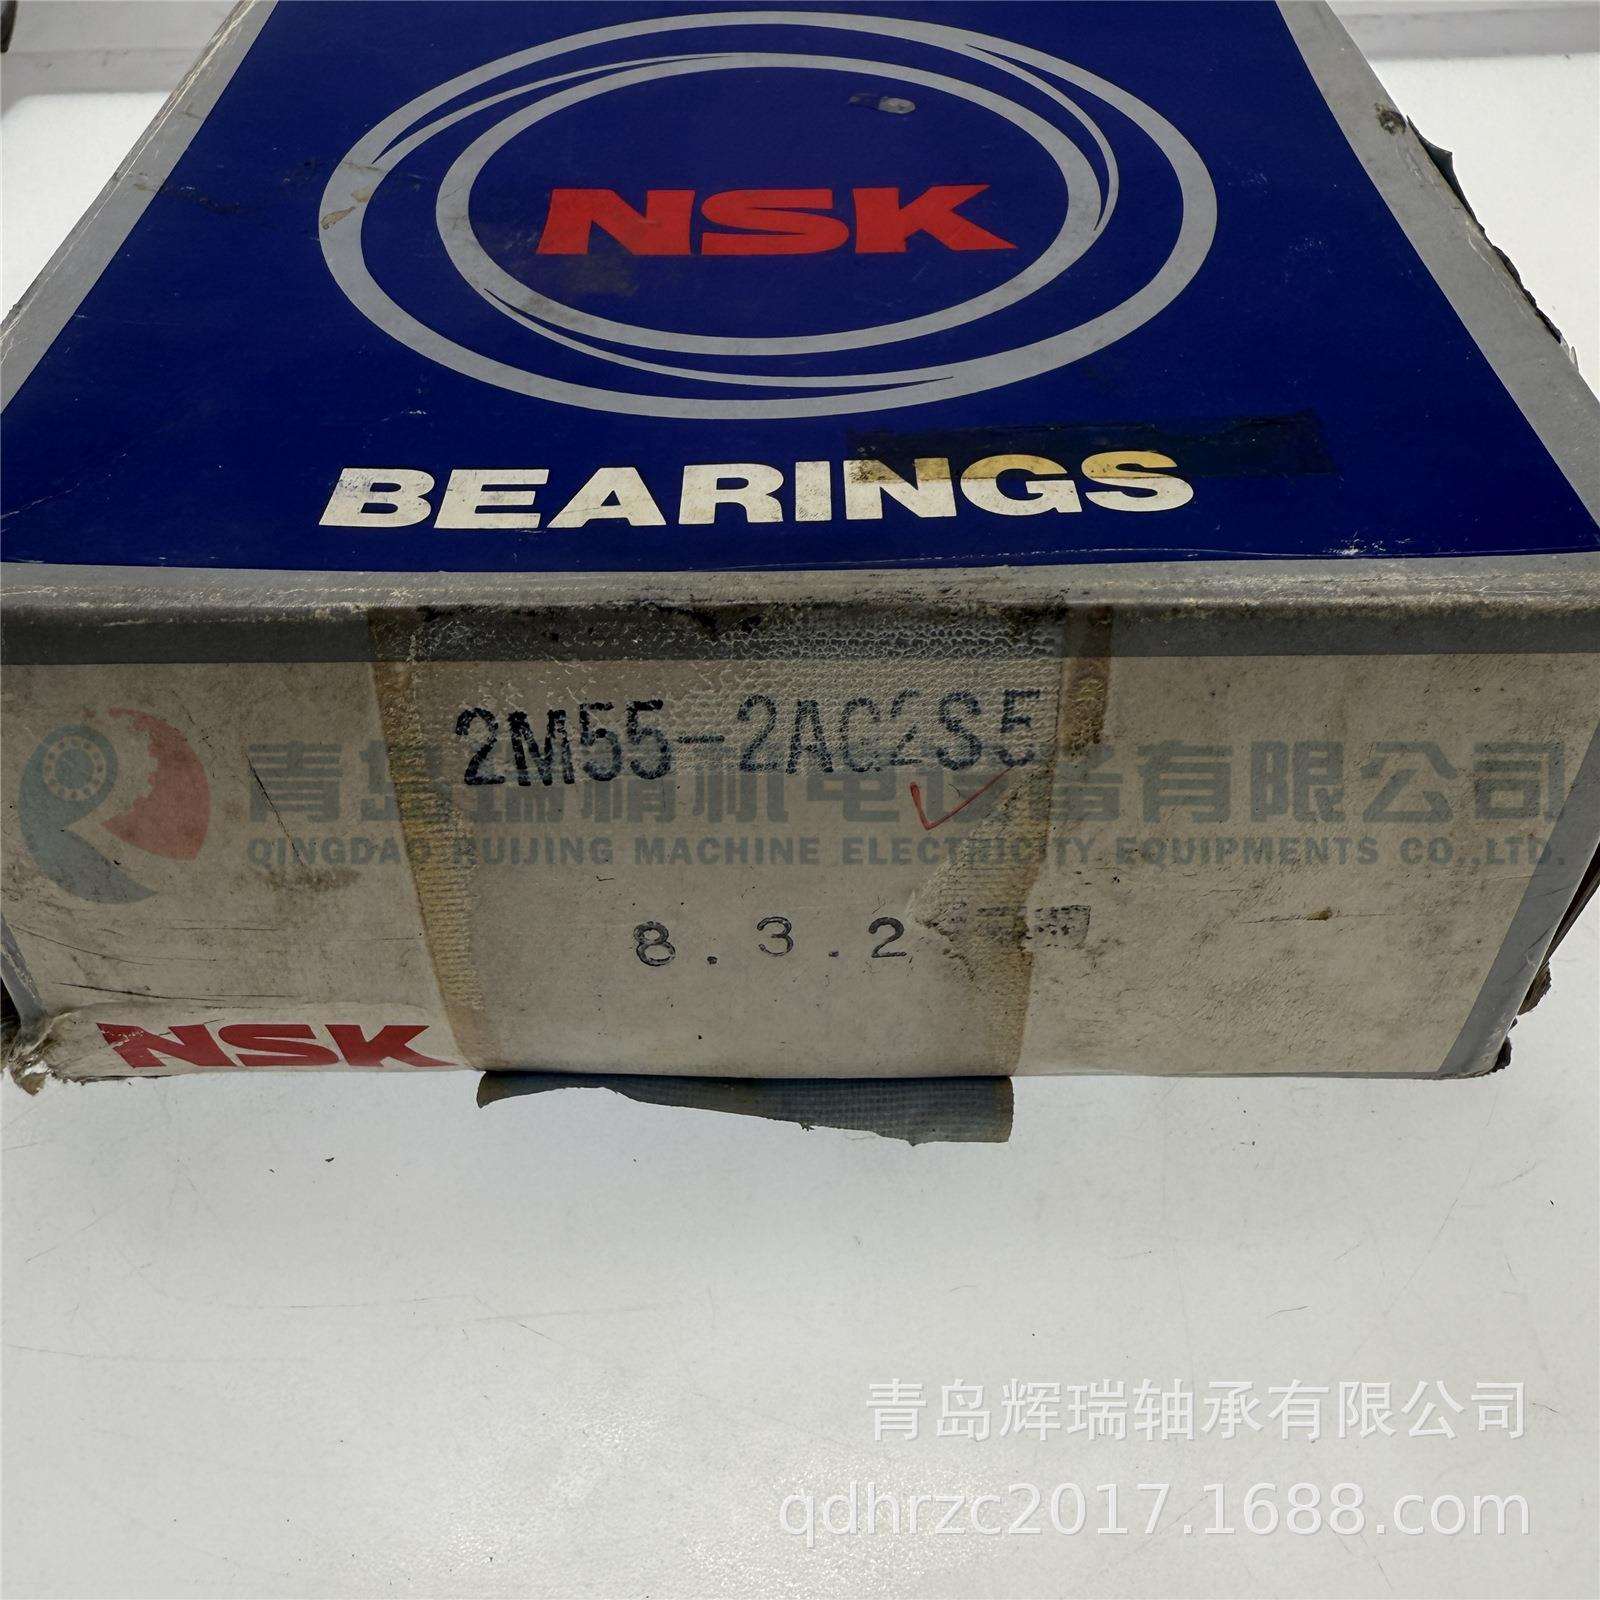 NSK
BEARINGS
2M55-2AC2S5
青岛瑞精机电设备有限公司
QINGDAO RUIJING MACHINE ELECTRICITY EQUIPMENTS CO.,LTD.
8.3.2
NSK
青岛辉瑞轴承有限公司
qdhrzc2017.1688.com